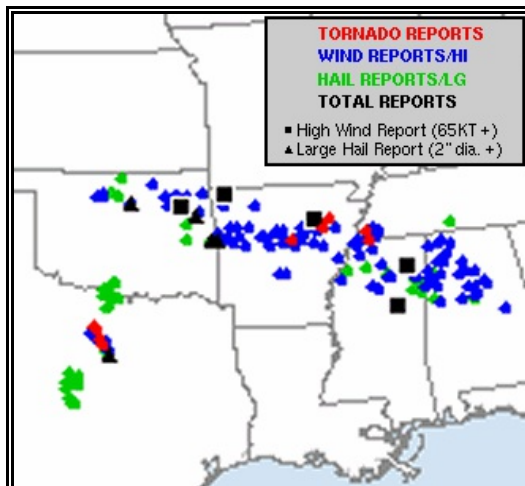 TORNADO REPORTS
WIND REPORTS/HI
HAIL REPORTS/LG
TOTAL REPORTS
■ High Wind Report (65KT +)
▲ Large Hail Report (2" dia. +)